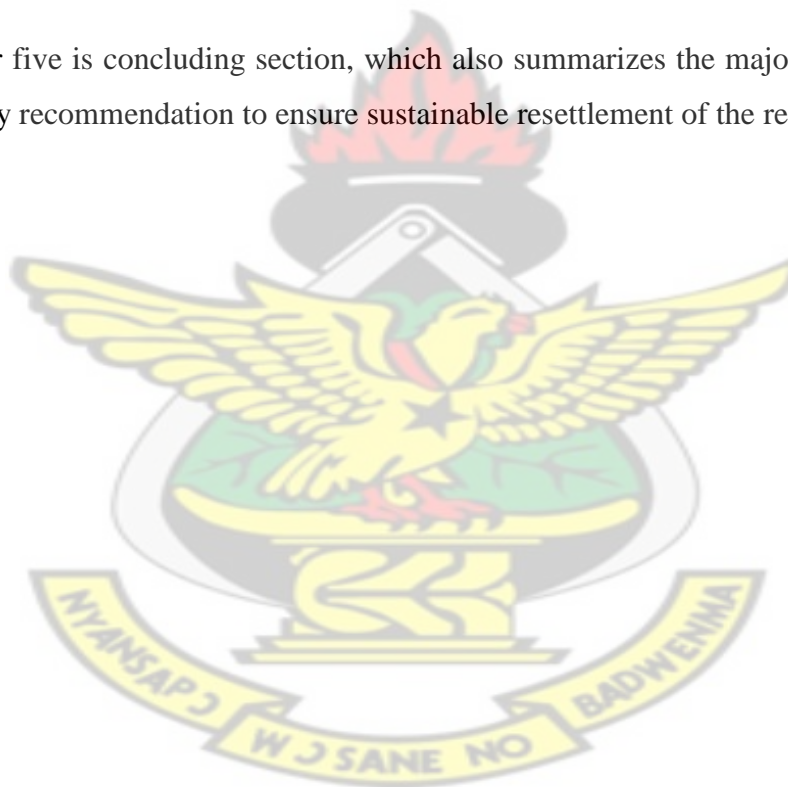 r five is concluding section, which also summarizes the majo
y recommendation to ensure sustainable resettlement of the re
NYANSAPƆ
WƆSANE NO
BADWENMA